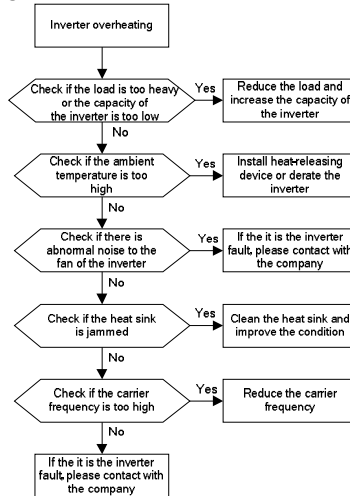 Inverter overheating
Check if the load is too heavy
or the capacity of
the inverter is too low
Yes
Reduce the load and
increase the capacity of
the inverter
No
Check if the ambient
temperature is too
high
Yes
Install heat-releasing
device or derate the
inverter
No
Check if there is
abnormal noise to the
fan of the inverter
Yes
If the it is the inverter
fault, please contact with
the company
No
Check if the heat sink
is jammed
Yes
Clean the heat sink and
improve the condition
No
Check if the carrier
frequency is too high
Yes
Reduce the carrier
frequency
No
If the it is the inverter
fault, please contact with
the company